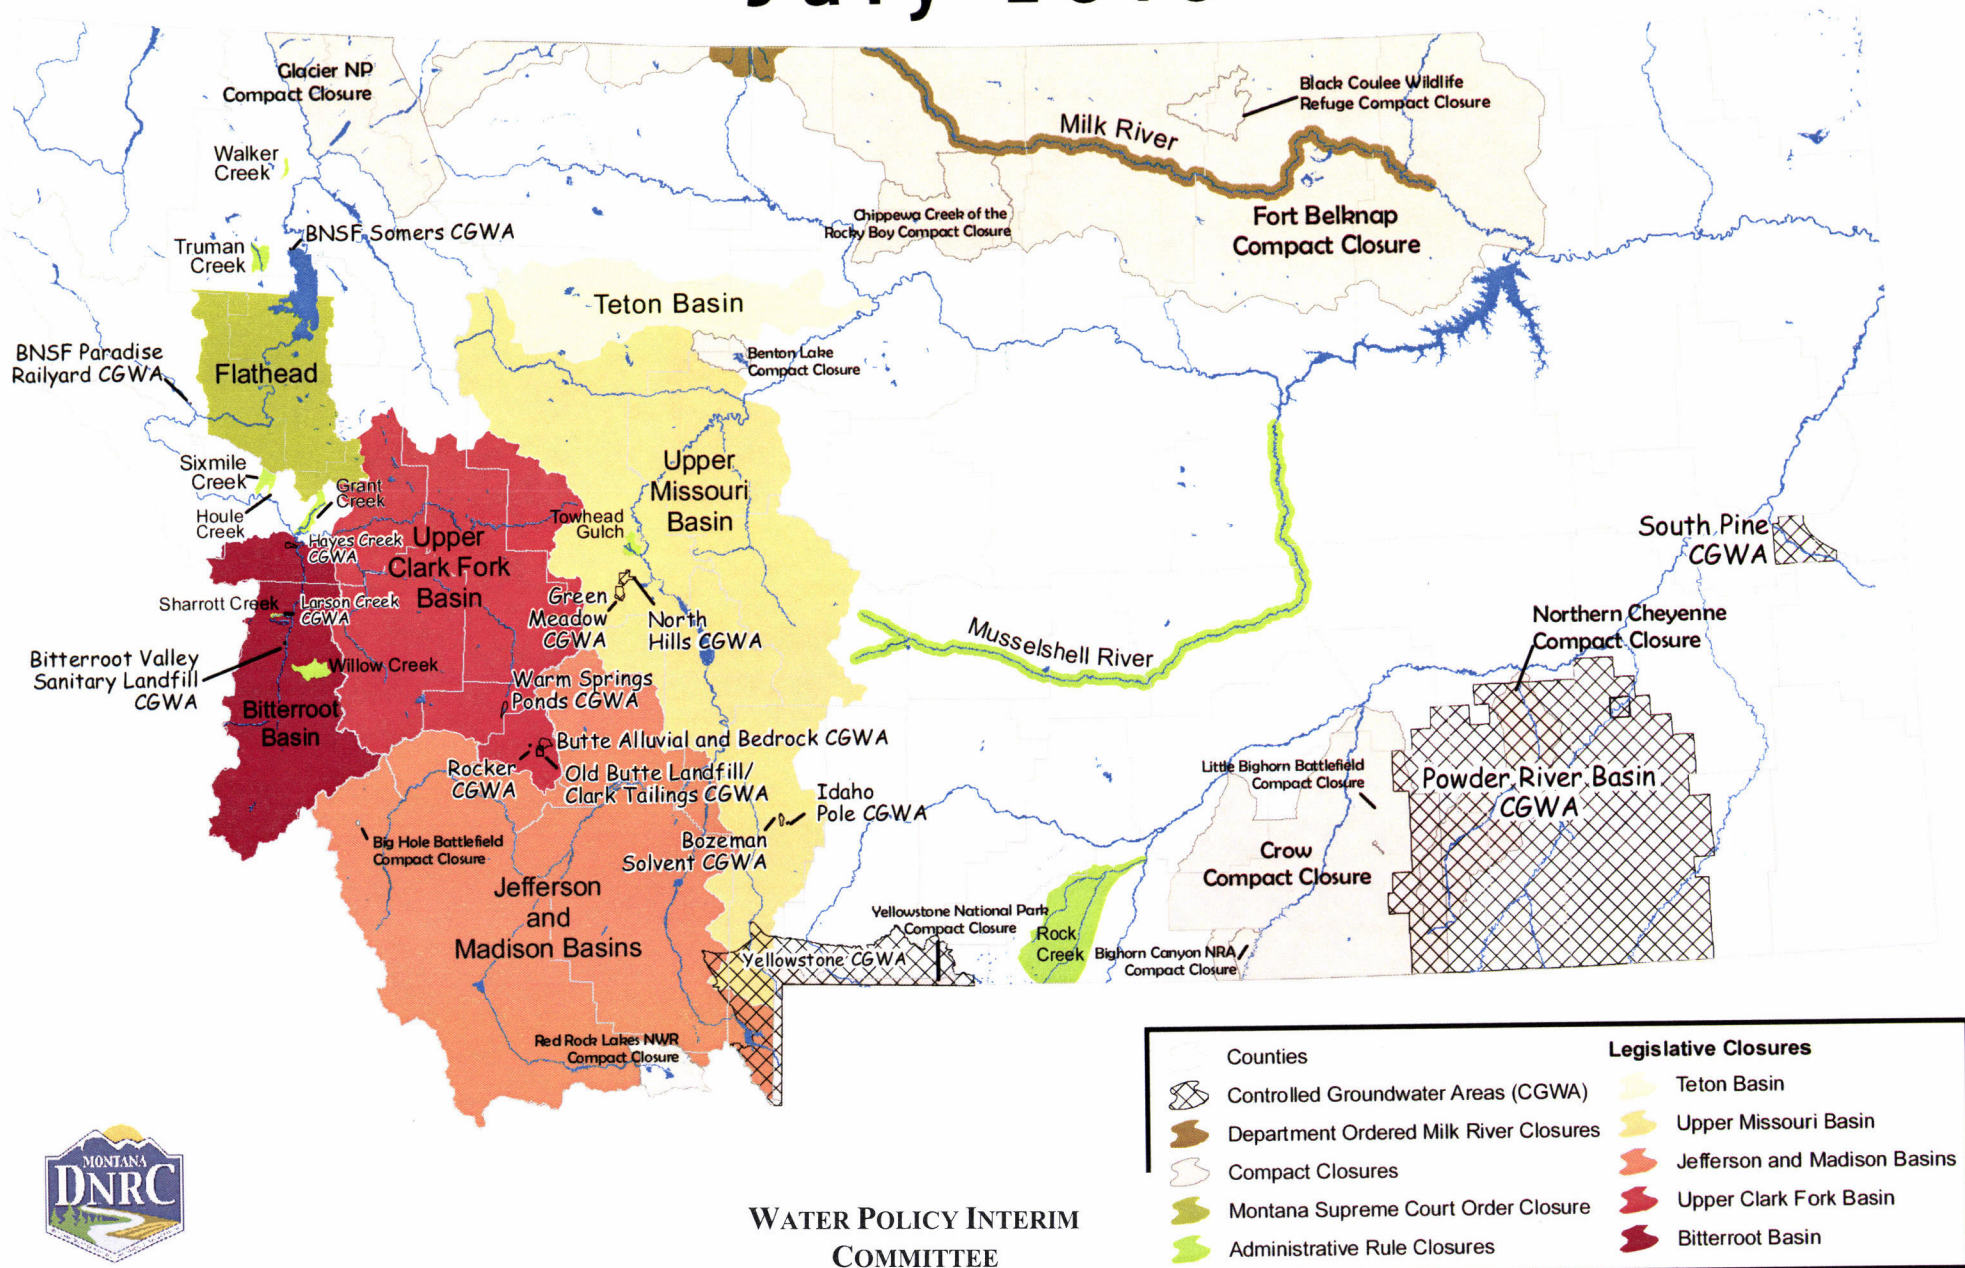 Glacier NP
Compact Closure
Black Coulee Wildlife
Refuge Compact Closure
Milk River
Walker
Creek
Chippewa Creek of the
Rocky Boy Compact Closure
Fort Belknap
Compact Closure
BNSF Somers CGWA
Truman
Creek
Teton Basin
BNSF Paradise
Railyard CGWA
Flathead
Benton Lake
Compact Closure
Upper
Missouri
Basin
Sixmile
Creek
Grant
Creek
Houle
Creek
Towhead
Gulch
Hayes Creek
CGWA
Upper
Clark Fork
Basin
South Pine
CGWA
Sharrott Creek
Larson Creek
CGWA
Green
Meadow
CGWA
North
Hills CGWA
Musselshell River
Northern Cheyenne
Compact Closure
Bitterroot Valley
Sanitary Landfill
CGWA
Willow Creek
Warm Springs
Ponds CGWA
Bitterroot
Basin
Butte Alluvial and Bedrock CGWA
Rocker
CGWA
Old Butte Landfill/
Clark Tailings CGWA
Idaho
Pole CGWA
Little Bighorn Battlefield
Compact Closure
Powder River Basin
CGWA
Big Hole Battlefield
Compact Closure
Bozeman
Solvent CGWA
Crow
Compact Closure
Jefferson
and
Madison Basins
Yellowstone National Park
Compact Closure
Rock
Creek
Bighorn Canyon NRA
Compact Closure
Yellowstone CGWA
Red Rock Lakes NWR
Compact Closure
Counties
Controlled Groundwater Areas (CGWA)
Department Ordered Milk River Closures
Compact Closures
Montana Supreme Court Order Closure
Administrative Rule Closures
Legislative Closures
Teton Basin
Upper Missouri Basin
Jefferson and Madison Basins
Upper Clark Fork Basin
Bitterroot Basin
MONTANA
DNRC
WATER POLICY INTERIM
COMMITTEE